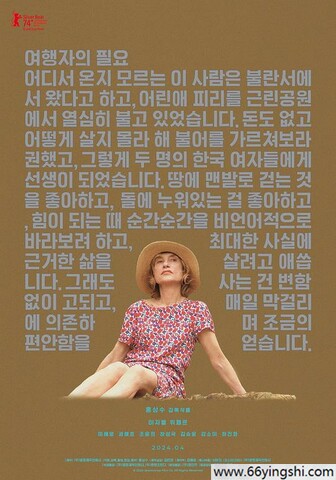 74
여행자의 필요
어디서 온지 모르는 이 사람은 불란서에
서 왔다고 하고, 어린애 피리를 근린공원
에서 열심히 불고 있었습니다. 돈도 없고
어떻게 살지 몰라 해 불어를 가르쳐보라
권했고, 그렇게 두 명의 한국 여자들에게
선생이 되었습니다. 땅에 맨발로 걷는 것
을 좋아하고, 돌에 누워있는 걸 좋아하고
, 힘이 되는 때 순간순간을 비언어적으로
바라보려 하고, 최대한 사실에
근거한 삶을 살려고 애씁
니다. 그래도 사는 건 변함
없이 고되고, 매일 막걸리
에 의존하 며 조금의
편안함을 얻습니다.
홍상수 감독작품
2024.04
www.66yingshi.com